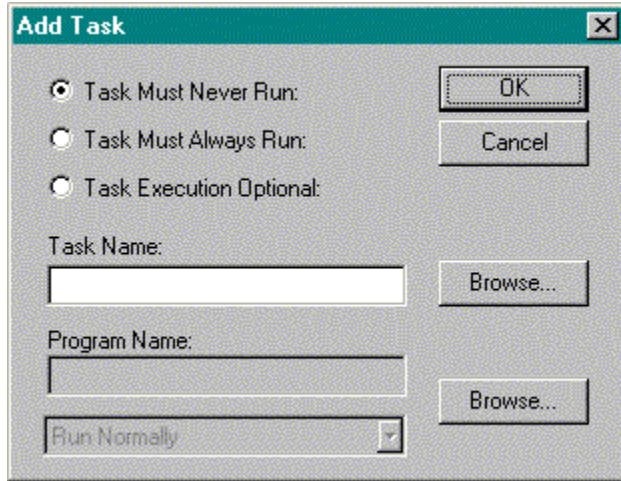 Add Task
Task Must Never Run:
OK
Task Must Always Run:
Cancel
Task Execution Optional:
Task Name:
Browse...
Program Name:
Browse...
Run Normally